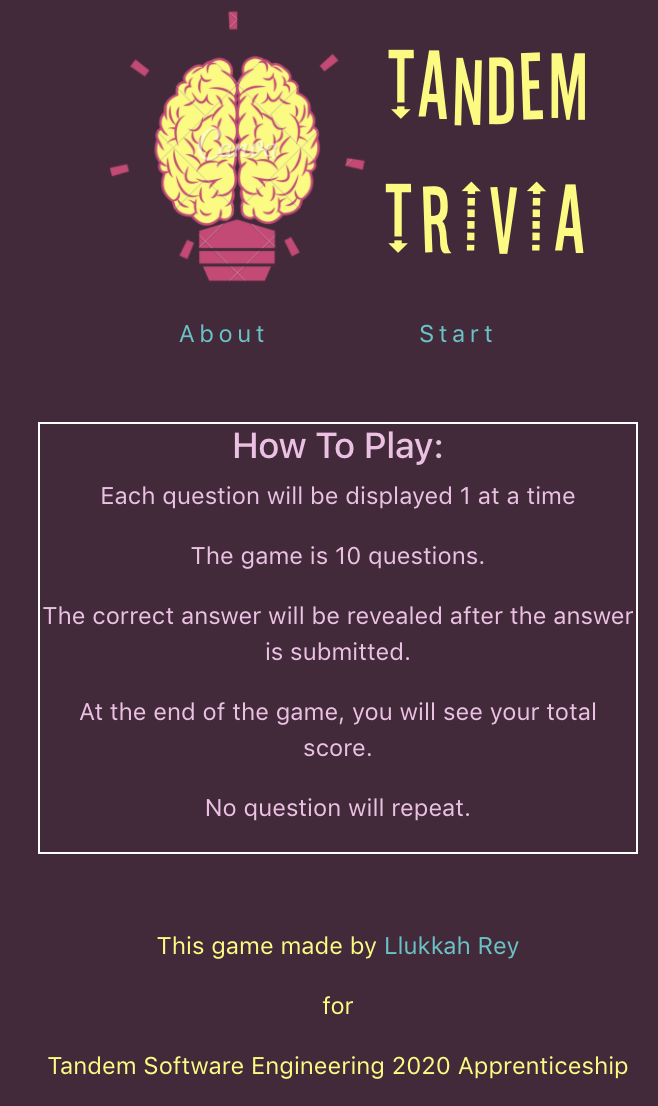 TANDEM
TRIVIA
About Start
How To Play:
Each question will be displayed 1 at a time
The game is 10 questions.
The correct answer will be revealed after the answer
is submitted.
At the end of the game, you will see your total
score.
No question will repeat.
This game made by Llukkah Rey
for
Tandem Software Engineering 2020 Apprenticeship